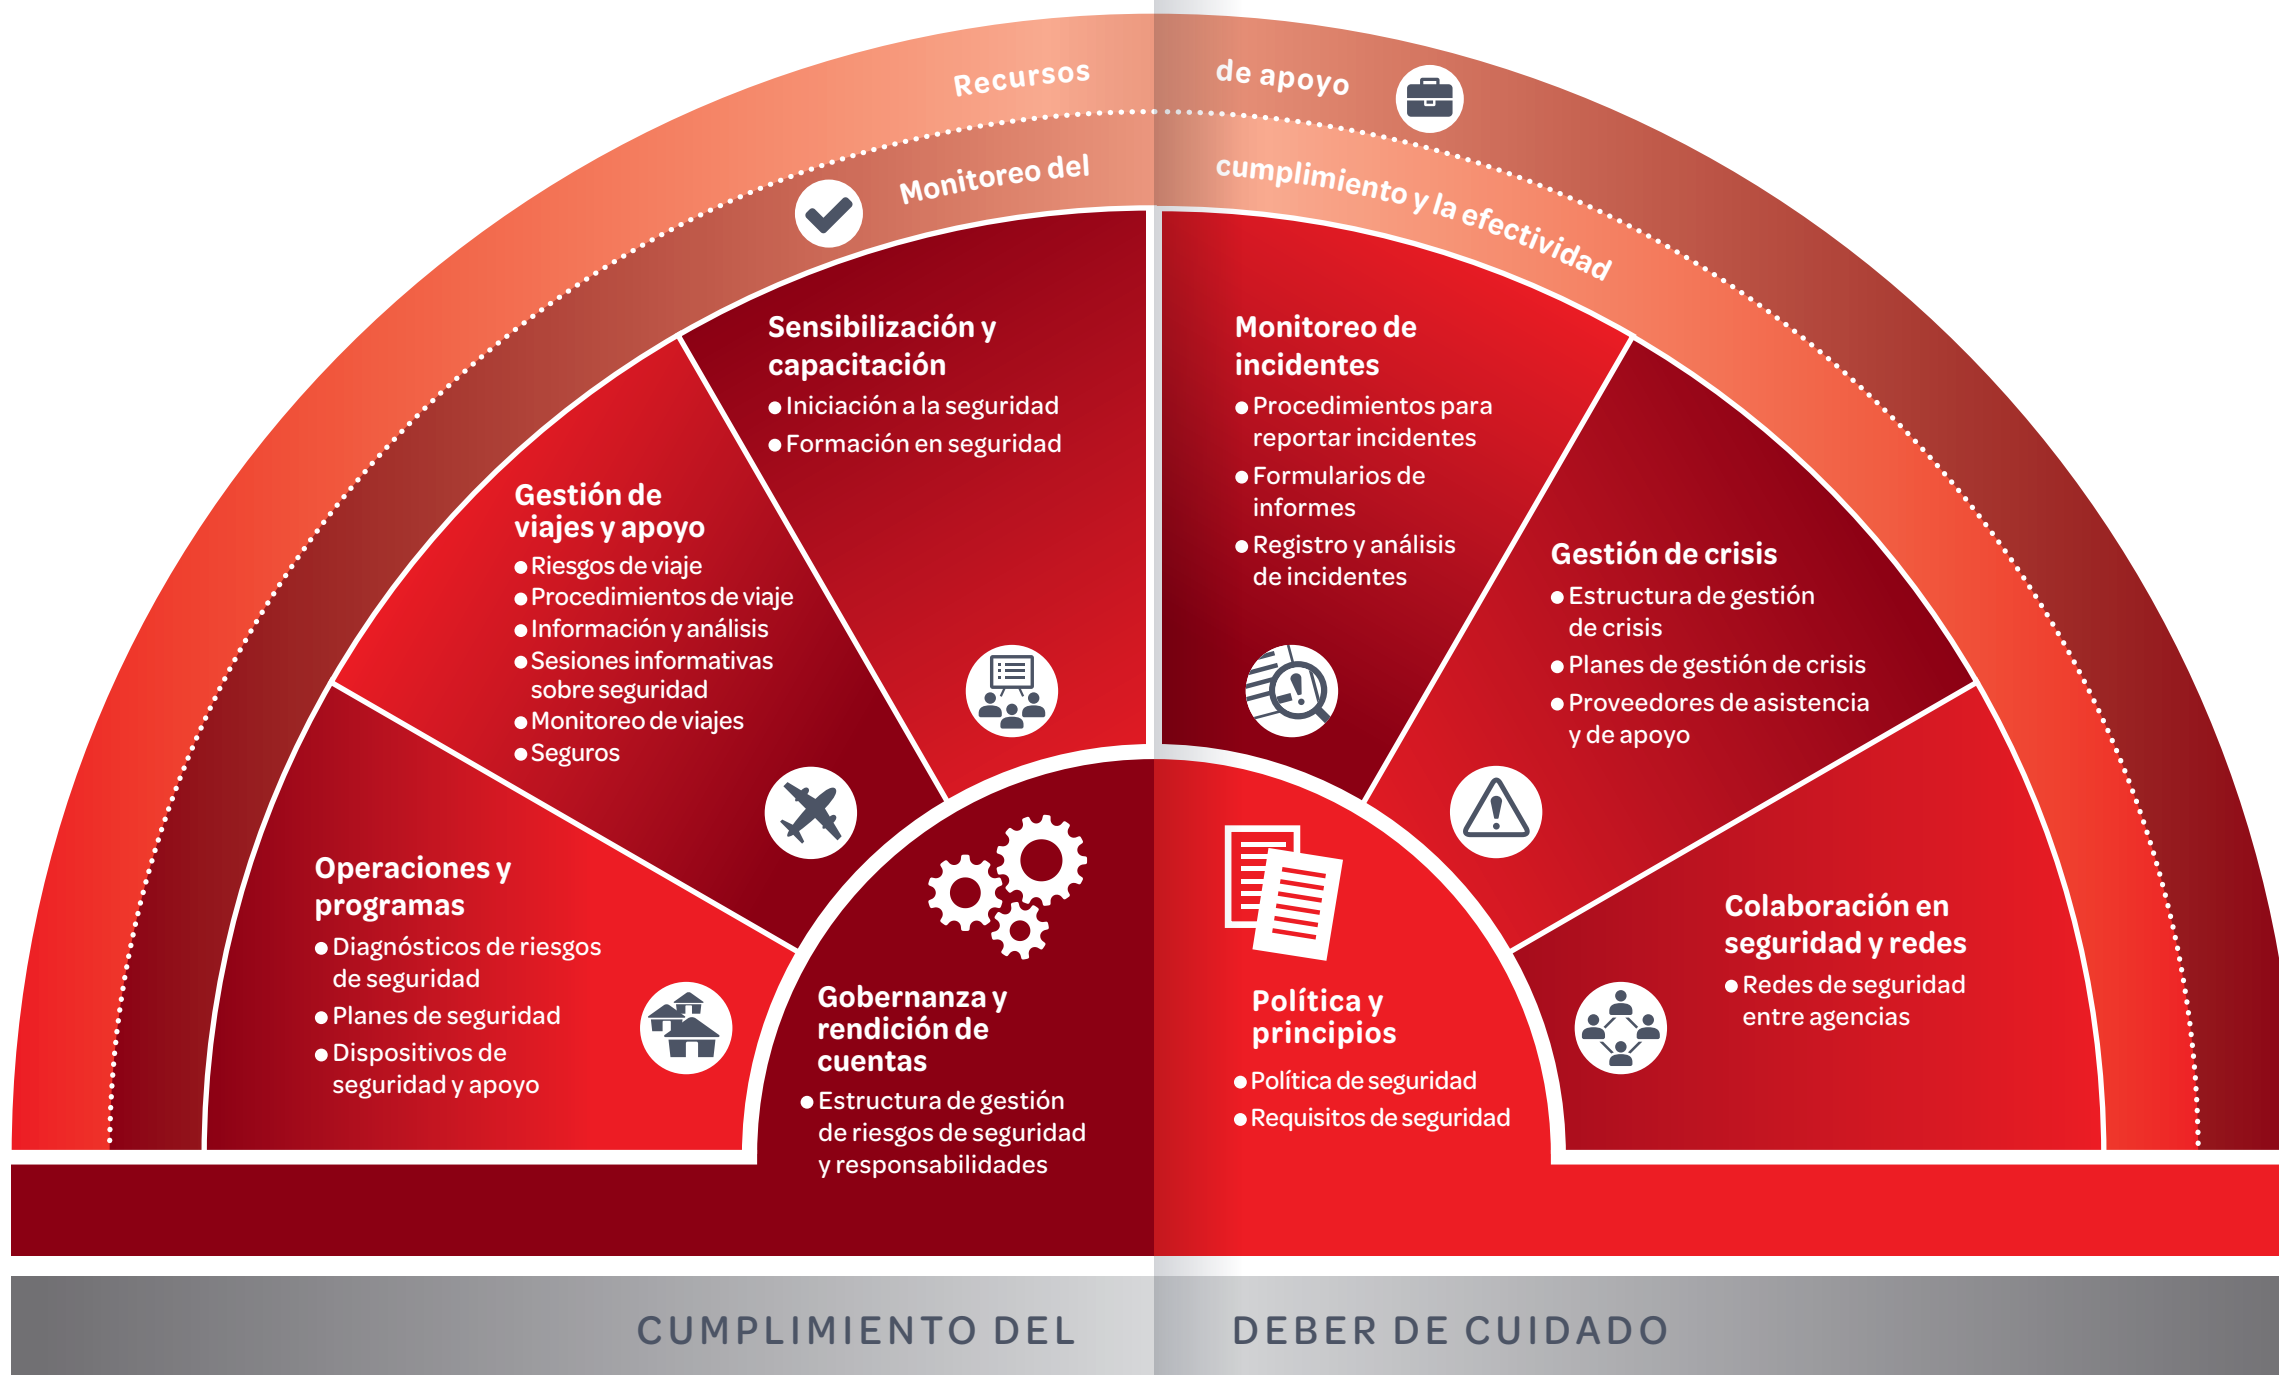 Recursos de apoyo
Monitoreo del cumplimiento y la efectividad
Sensibilización y
capacitación
● Iniciación a la seguridad
● Formación en seguridad
Monitoreo de
incidentes
● Procedimientos para
reportar incidentes
● Formularios de
informes
● Registro y análisis
de incidentes
Gestión de
viajes y apoyo
● Riesgos de viaje
● Procedimientos de viaje
● Información y análisis
● Sesiones informativas
sobre seguridad
● Monitoreo de viajes
● Seguros
Gestión de crisis
● Estructura de gestión
de crisis
● Planes de gestión de crisis
● Proveedores de asistencia
y de apoyo
Operaciones y
programas
● Diagnósticos de riesgos
de seguridad
● Planes de seguridad
● Dispositivos de
seguridad y apoyo
Gobernanza y
rendición de
cuentas
● Estructura de gestión
de riesgos de seguridad
y responsabilidades
Política y
principios
● Política de seguridad
● Requisitos de seguridad
Colaboración en
seguridad y redes
● Redes de seguridad
entre agencias
CUMPLIMIENTO DEL DEBER DE CUIDADO